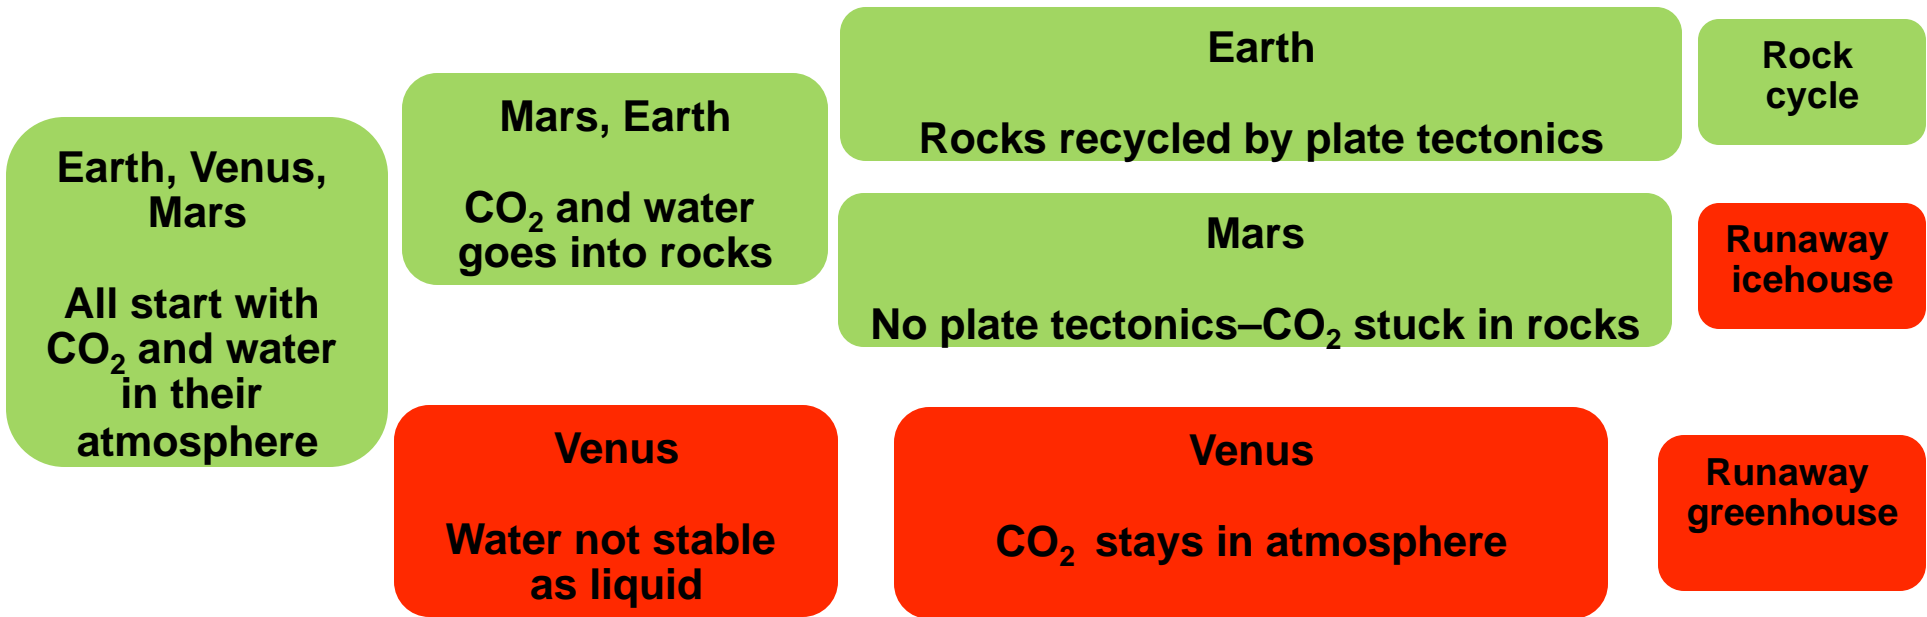 Earth, Venus,
Mars
All start with
CO₂ and water
in their
atmosphere
Mars, Earth
CO₂ and water
goes into rocks
Earth
Rocks recycled by plate tectonics
Rock
cycle
Mars
No plate tectonics–CO₂ stuck in rocks
Runaway
icehouse
Venus
Water not stable
as liquid
Venus
CO₂ stays in atmosphere
Runaway
greenhouse